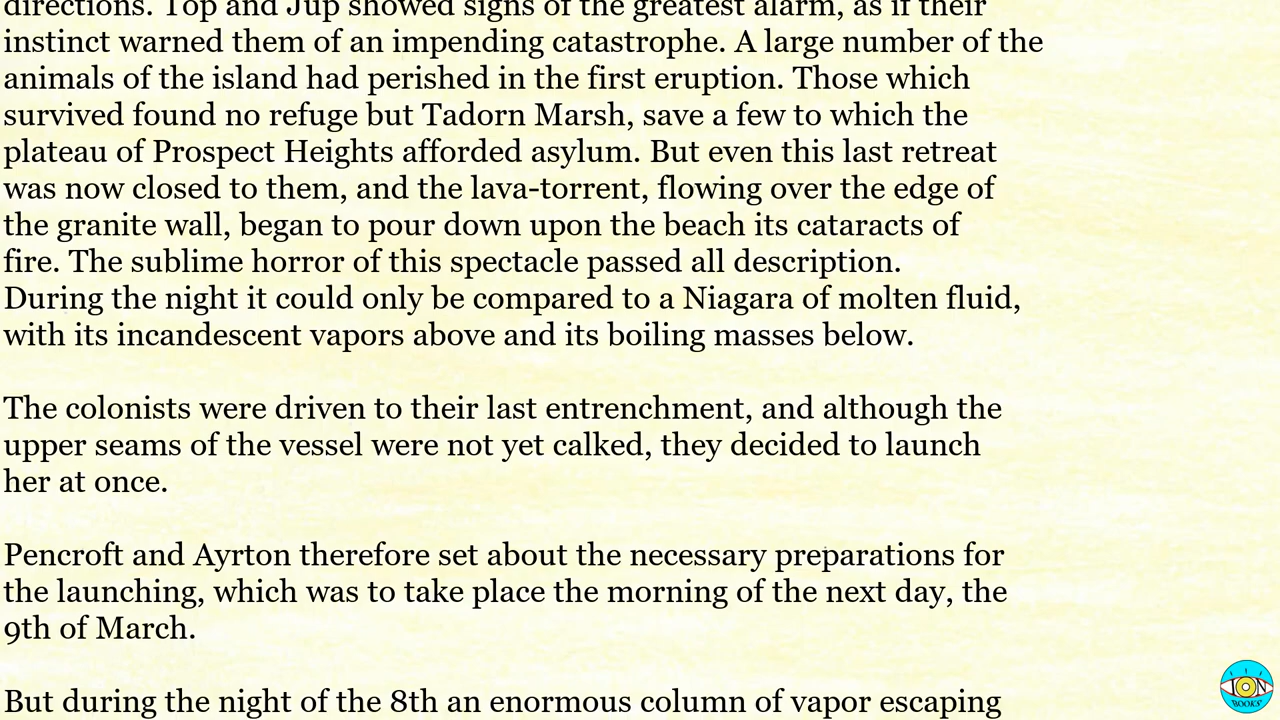 directions. Top and Jup showed signs of the greatest alarm, as if their
instinct warned them of an impending catastrophe. A large number of the
animals of the island had perished in the first eruption. Those which
survived found no refuge but Tadorn Marsh, save a few to which the
plateau of Prospect Heights afforded asylum. But even this last retreat
was now closed to them, and the lava-torrent, flowing over the edge of
the granite wall, began to pour down upon the beach its cataracts of
fire. The sublime horror of this spectacle passed all description.
During the night it could only be compared to a Niagara of molten fluid,
with its incandescent vapors above and its boiling masses below.
The colonists were driven to their last entrenchment, and although the
upper seams of the vessel were not yet calked, they decided to launch
her at once.
Pencroft and Ayrton therefore set about the necessary preparations for
the launching, which was to take place the morning of the next day, the
9th of March.
But during the night of the 8th an enormous column of vapor escaping
ION
BOOKS